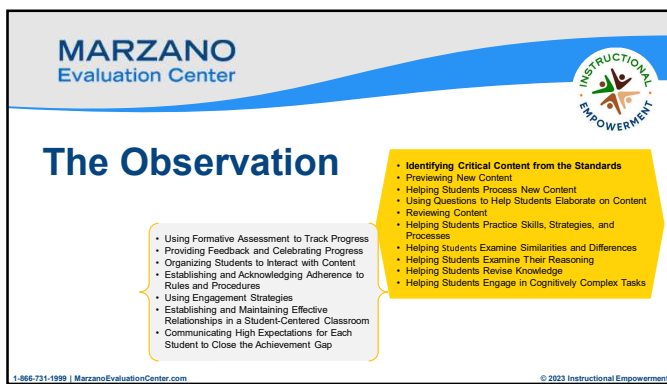 MARZANO
Evaluation Center
INSTRUCTIONAL
EMPOWERMENT
The Observation
• Identifying Critical Content from the Standards
• Previewing New Content
• Helping Students Process New Content
• Using Questions to Help Students Elaborate on Content
• Reviewing Content
• Helping Students Practice Skills, Strategies, and
Processes
• Helping Students Examine Similarities and Differences
• Helping Students Examine Their Reasoning
• Helping Students Revise Knowledge
• Helping Students Engage in Cognitively Complex Tasks
• Using Formative Assessment to Track Progress
• Providing Feedback and Celebrating Progress
• Organizing Students to Interact with Content
• Establishing and Acknowledging Adherence to
Rules and Procedures
• Using Engagement Strategies
• Establishing and Maintaining Effective
Relationships in a Student-Centered Classroom
• Communicating High Expectations for Each
Student to Close the Achievement Gap
1-866-731-1999 | MarzanoEvaluationCenter.com
© 2023 Instructional Empowerment